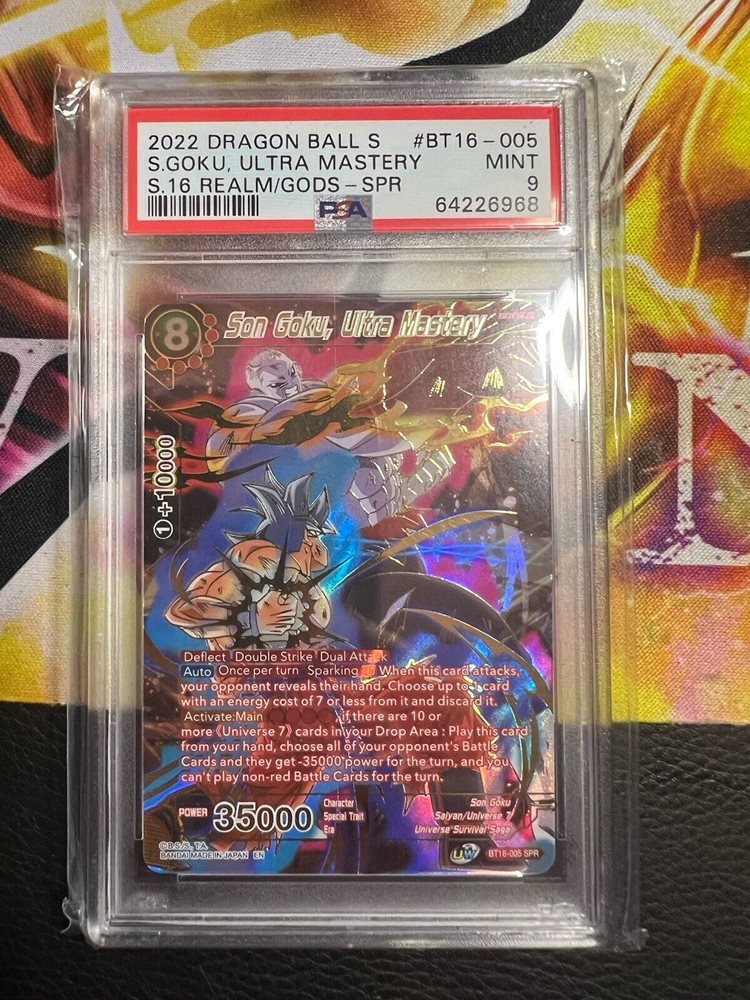 2022 DRAGON BALL S #BT16-005
S.GOKU, ULTRA MASTERY MINT
S.16 REALM/GODS-SPR 9
PSA 64226968
8 Son Goku, Ultra Mastery
1 +10000
Deflect Double Strike Dual Attack
Auto Once per turn Sparking 7 When this card attacks,
your opponent reveals their hand. Choose up to 1 card
with an energy cost of 7 or less from it and discard it.
Activate:Main , if there are 10 or
more 《Universe 7》 cards in your Drop Area : Play this card
from your hand, choose all of your opponent's Battle
Cards and they get -35000 power for the turn, and you
can't play non-red Battle Cards for the turn.
POWER 35000
Character Son Goku
Special Trait Saiyan/Universe 7
Era Universe Survival Saga
©B.S/S., T.A.
BANDAI MADE IN JAPAN EN
UW BT16-005 SPR
N